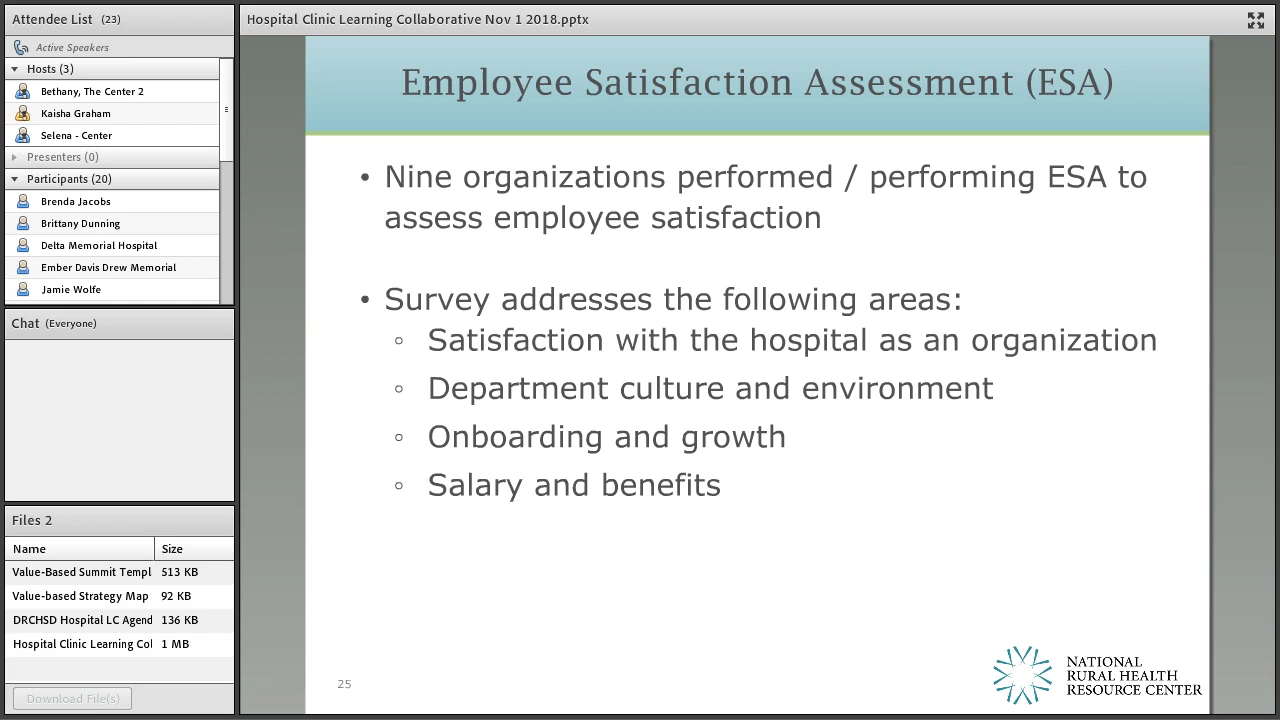 Attendee List (23)
Active Speakers
Hosts (3)
Bethany, The Center 2
Kaisha Graham
Selena - Center
Presenters (0)
Participants (20)
Brenda Jacobs
Brittany Dunning
Delta Memorial Hospital
Ember Davis Drew Memorial
Jamie Wolfe
Chat (Everyone)
Files 2
Name Size
Value-Based Summit Templ 513 KB
Value-based Strategy Map 92 KB
DRCHSD Hospital LC Agend 136 KB
Hospital Clinic Learning Col 1 MB
Download File(s)
Hospital Clinic Learning Collaborative Nov 1 2018.pptx
Employee Satisfaction Assessment (ESA)
• Nine organizations performed / performing ESA to
assess employee satisfaction
• Survey addresses the following areas:
◦ Satisfaction with the hospital as an organization
◦ Department culture and environment
◦ Onboarding and growth
◦ Salary and benefits
25
NATIONAL
RURAL HEALTH
RESOURCE CENTER